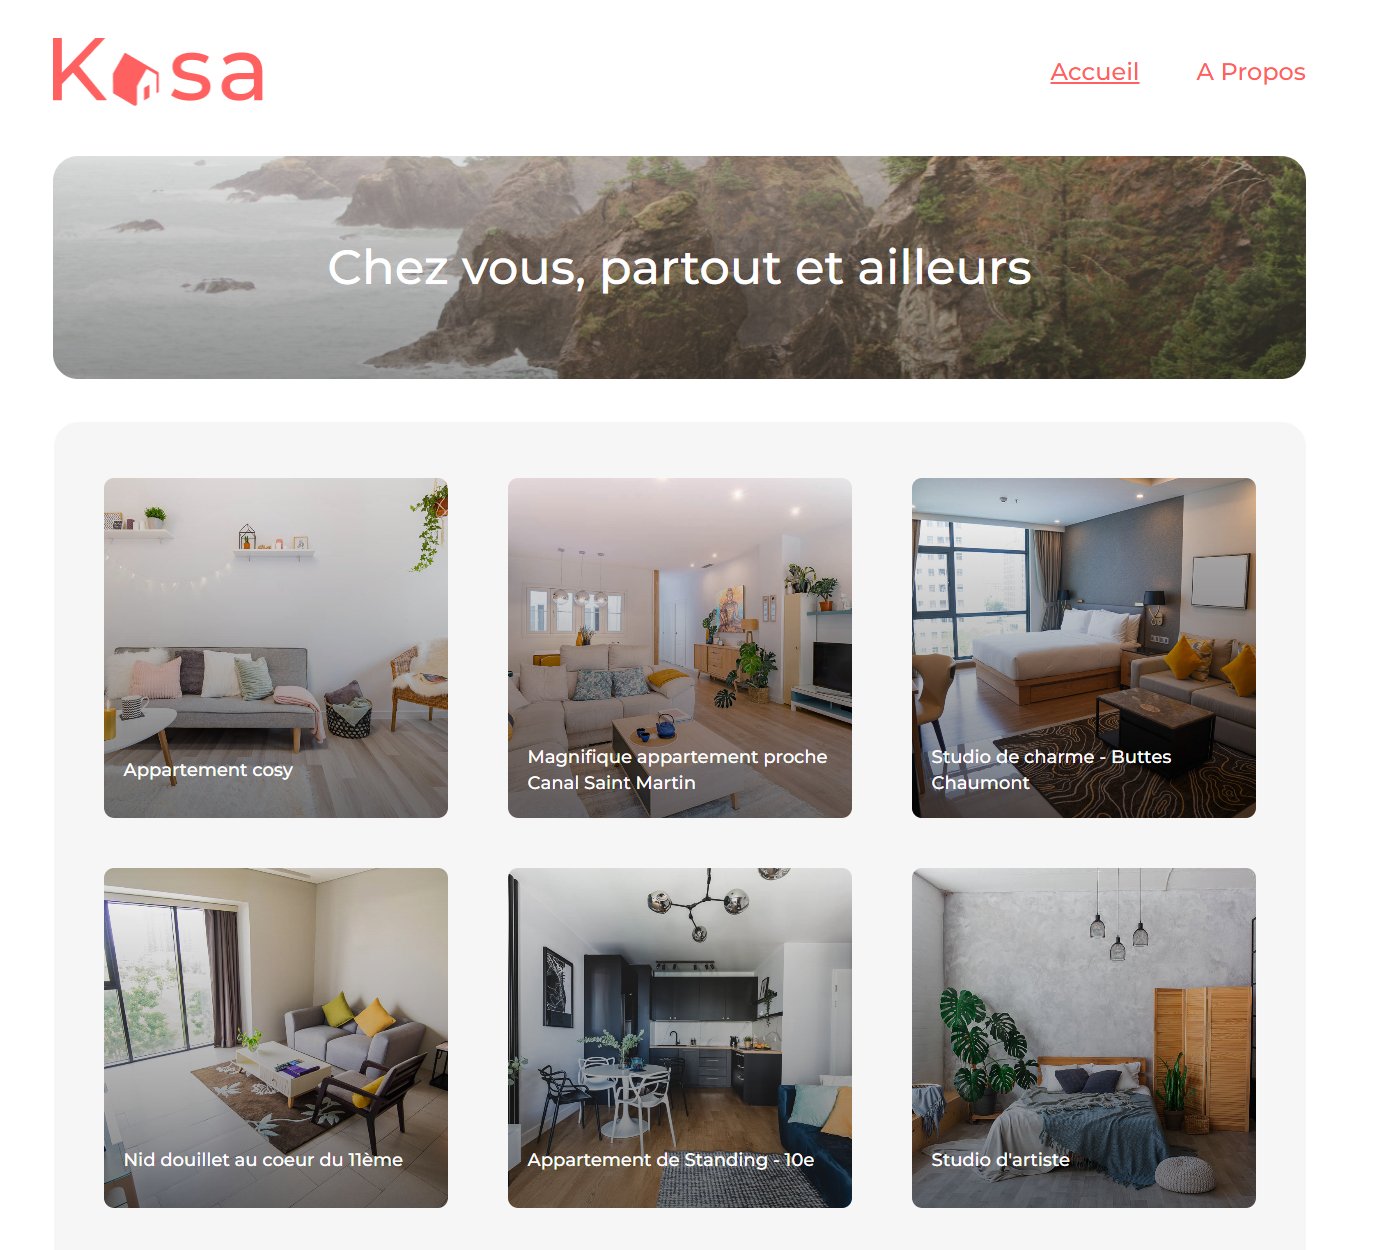 Kasa
Accueil
A Propos
Chez vous, partout et ailleurs
Appartement cosy
Magnifique appartement proche
Canal Saint Martin
Studio de charme - Buttes
Chaumont
Nid douillet au coeur du 11ème
Appartement de Standing - 10e
Studio d'artiste